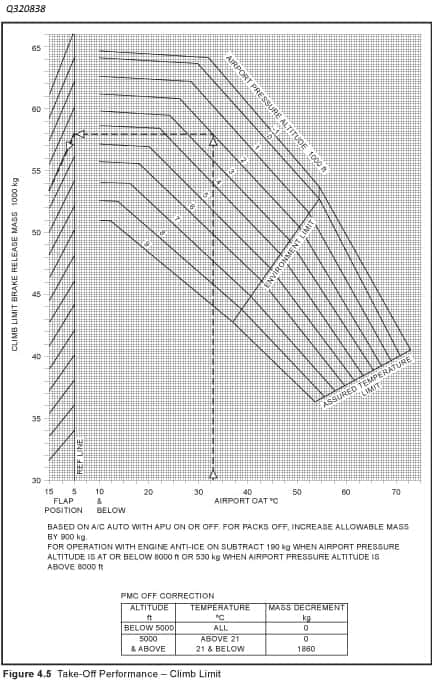 Q320838
AIRPORT PRESSURE ALTITUDE 1000 ft
CLIMB LIMIT BRAKE RELEASE MASS 1000 kg
65
60
55
50
45
40
35
30
-1
0
1
2
3
4
5
6
7
8
9
ENVIRONMENT LIMIT
ASSURED TEMPERATURE
LIMIT
REF LINE
15 5 10 20 30 40 50 60 70
FLAP & AIRPORT OAT °C
POSITION BELOW
BASED ON A/C AUTO WITH APU ON OR OFF. FOR PACKS OFF, INCREASE ALLOWABLE MASS
BY 900 kg.
FOR OPERATION WITH ENGINE ANTI-ICE ON SUBTRACT 190 kg WHEN AIRPORT PRESSURE
ALTITUDE IS AT OR BELOW 8000 ft OR 530 kg WHEN AIRPORT PRESSURE ALTITUDE IS
ABOVE 8000 ft
PMC OFF CORRECTION
ALTITUDE TEMPERATURE MASS DECREMENT
ft °C kg
BELOW 5000 ALL 0
5000 ABOVE 21 0
& ABOVE 21 & BELOW 1860
Figure 4.5 Take-Off Performance – Climb Limit